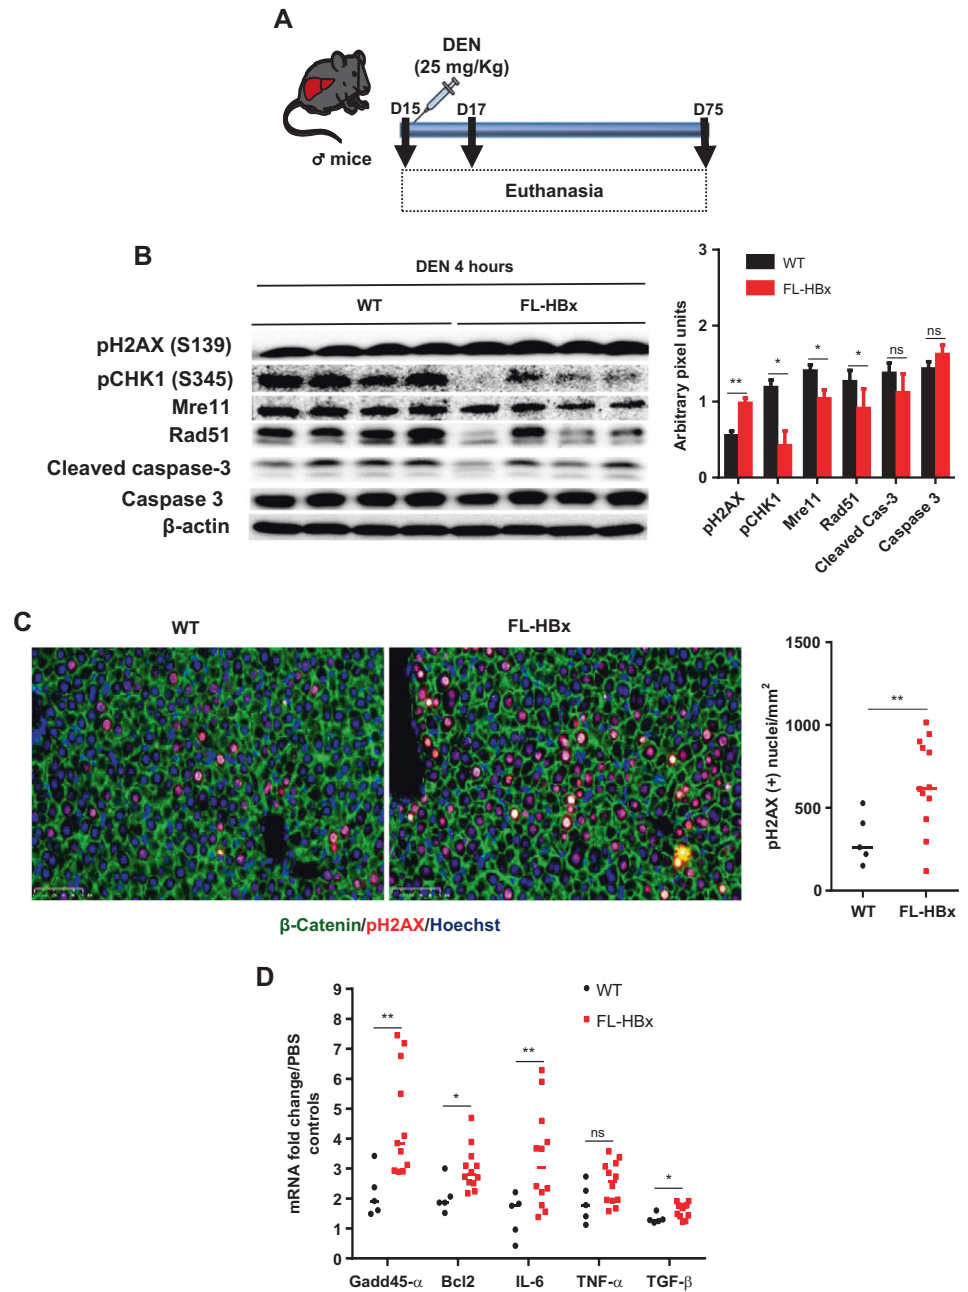 A
DEN
(25 mg/Kg)
D15
D17
D75
♂ mice
Euthanasia
B
DEN 4 hours
WT
FL-HBx
pH2AX (S139)
pCHK1 (S345)
Mre11
Rad51
Cleaved caspase-3
Caspase 3
β-actin
Arbitrary pixel units
3
2
1
0
WT
FL-HBx
**
*
*
*
ns
ns
pH2AX
pCHK1
Mre11
Rad51
Cleaved Cas-3
Caspase 3
C
WT
FL-HBx
β-Catenin/pH2AX/Hoechst
pH2AX (+) nuclei/mm²
1500
1000
500
0
**
WT
FL-HBx
D
mRNA fold change/PBS
controls
9
8
7
6
5
4
3
2
1
0
WT
FL-HBx
**
*
**
ns
*
Gadd45-α
Bcl2
IL-6
TNF-α
TGF-β